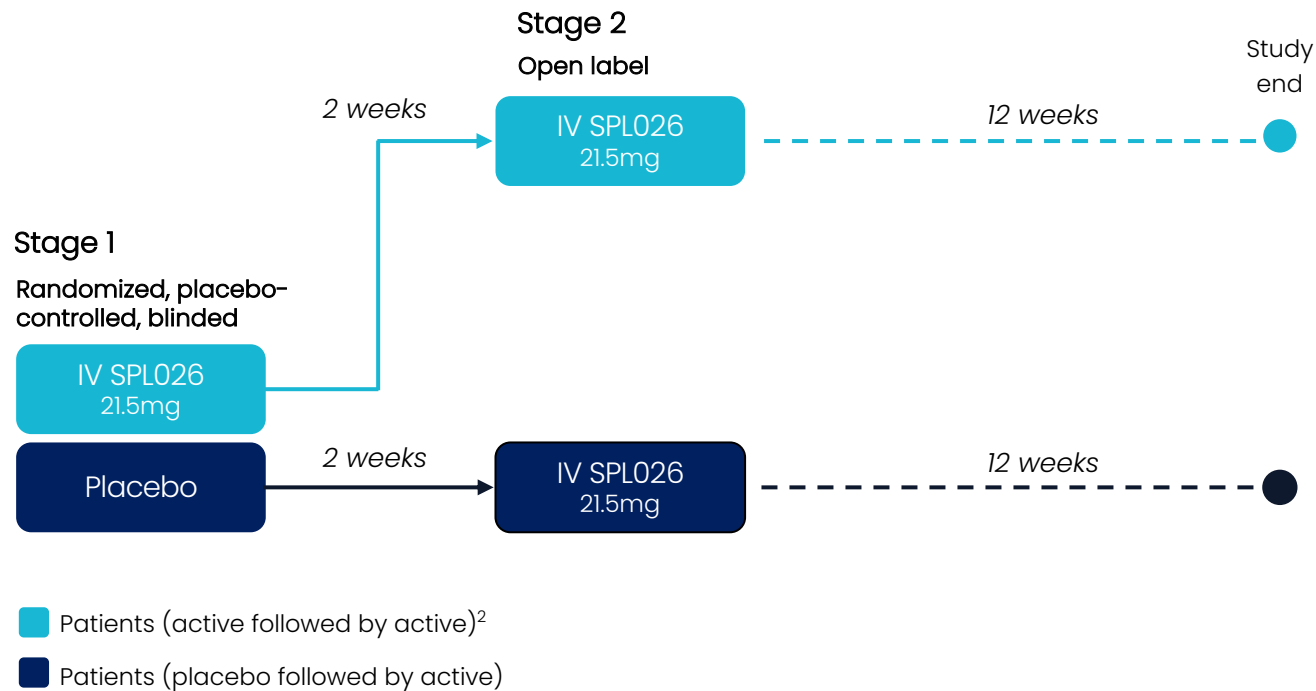 Stage 2
Open label
Study
end
2 weeks
IV SPL026
21.5mg
12 weeks
Stage 1
Randomized, placebo-
controlled, blinded
IV SPL026
21.5mg
Placebo
2 weeks
IV SPL026
21.5mg
12 weeks
Patients (active followed by active)²
Patients (placebo followed by active)